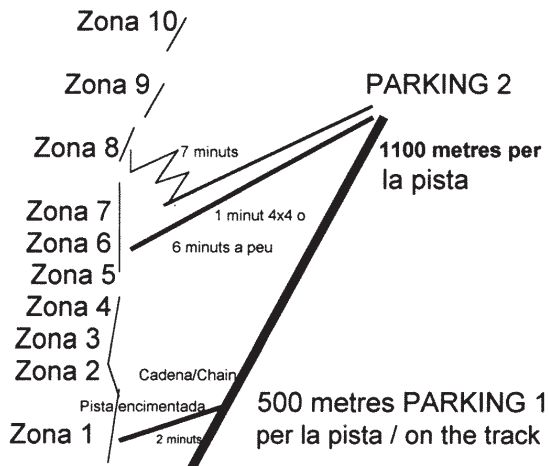 Zona 10
Zona 9
PARKING 2
Zona 8
7 minuts
1100 metres per
la pista
Zona 7
1 minut 4x4 o
Zona 6
6 minuts a peu
Zona 5
Zona 4
Zona 3
Zona 2
Cadena/Chain
Pista encimentada
500 metres PARKING 1
Zona 1
2 minuts
per la pista / on the track